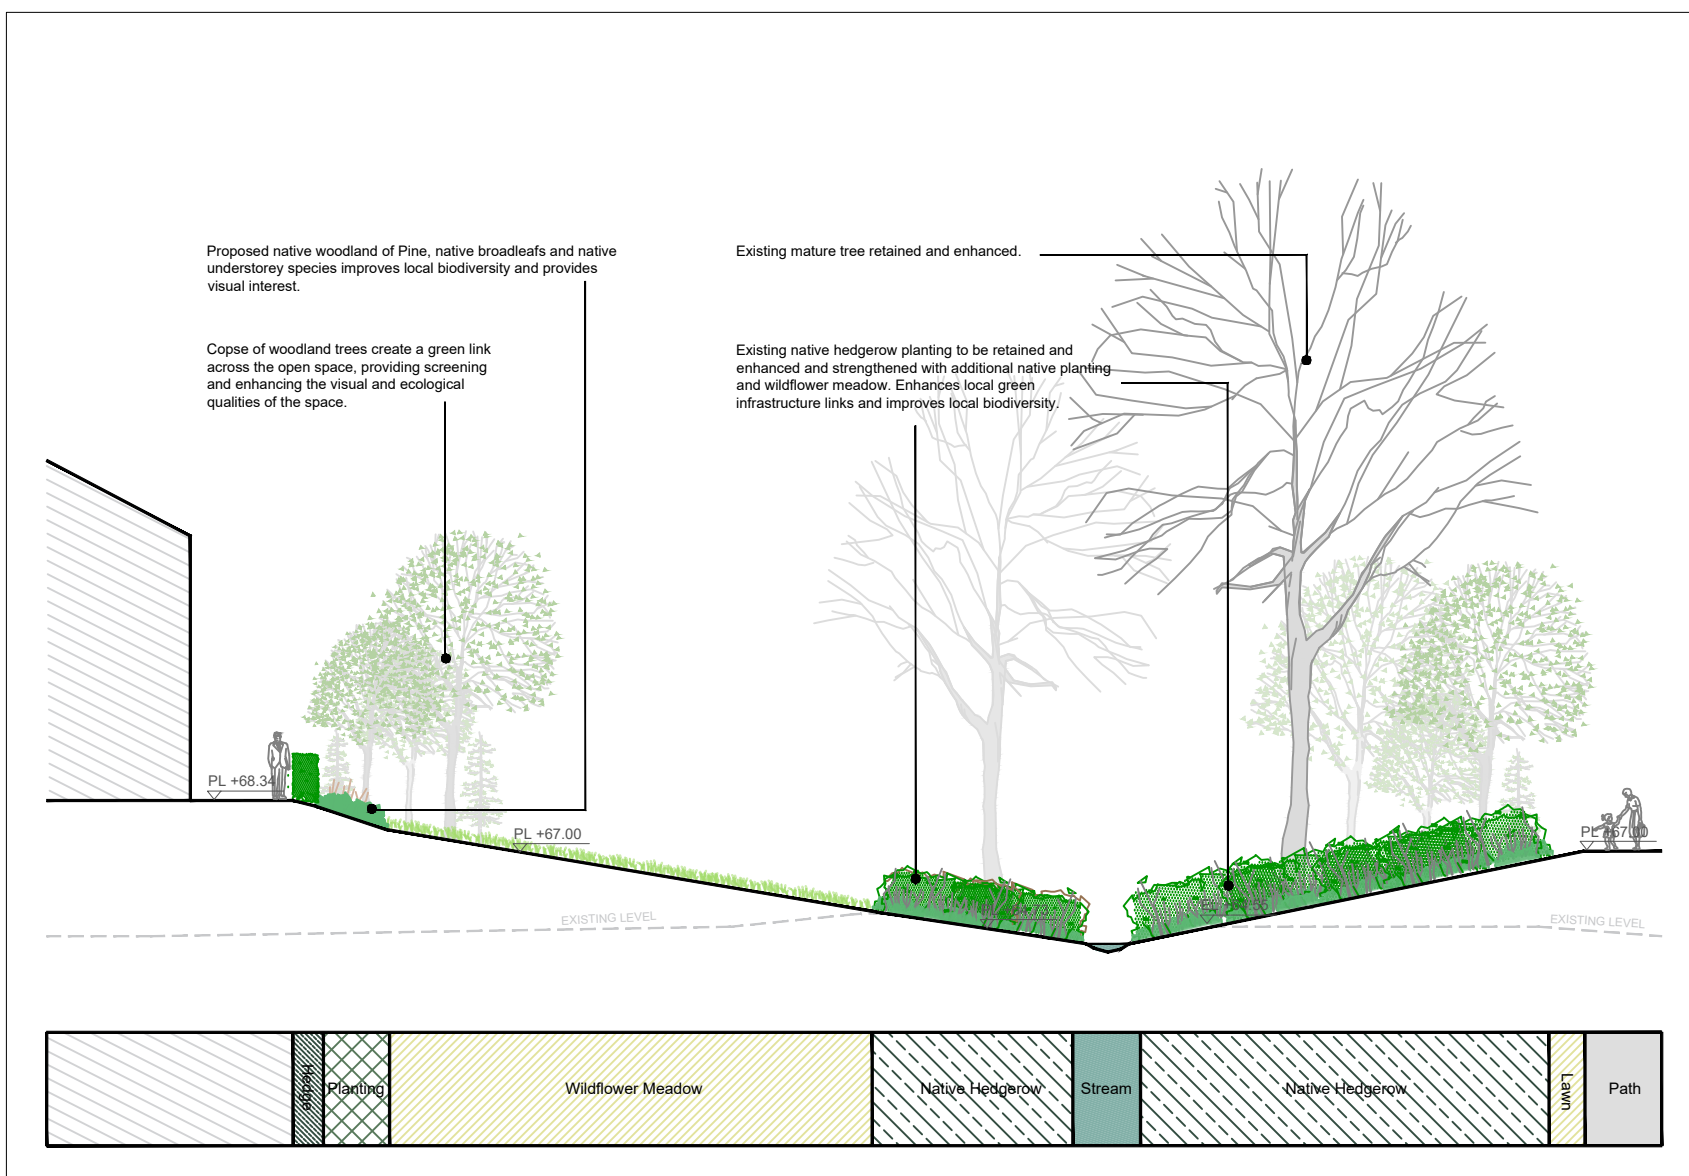 Proposed native woodland of Pine, native broadleafs and native
understorey species improves local biodiversity and provides
visual interest.
Existing mature tree retained and enhanced.
Copse of woodland trees create a green link
across the open space, providing screening
and enhancing the visual and ecological
qualities of the space.
Existing native hedgerow planting to be retained and
enhanced and strengthened with additional native planting
and wildflower meadow. Enhances local green
infrastructure links and improves local biodiversity.
PL +68.34
PL +67.00
PL +67.00
EXISTING LEVEL
EXISTING LEVEL
Hedge
Planting
Wildflower Meadow
Native Hedgerow
Stream
Native Hedgerow
Lawn
Path